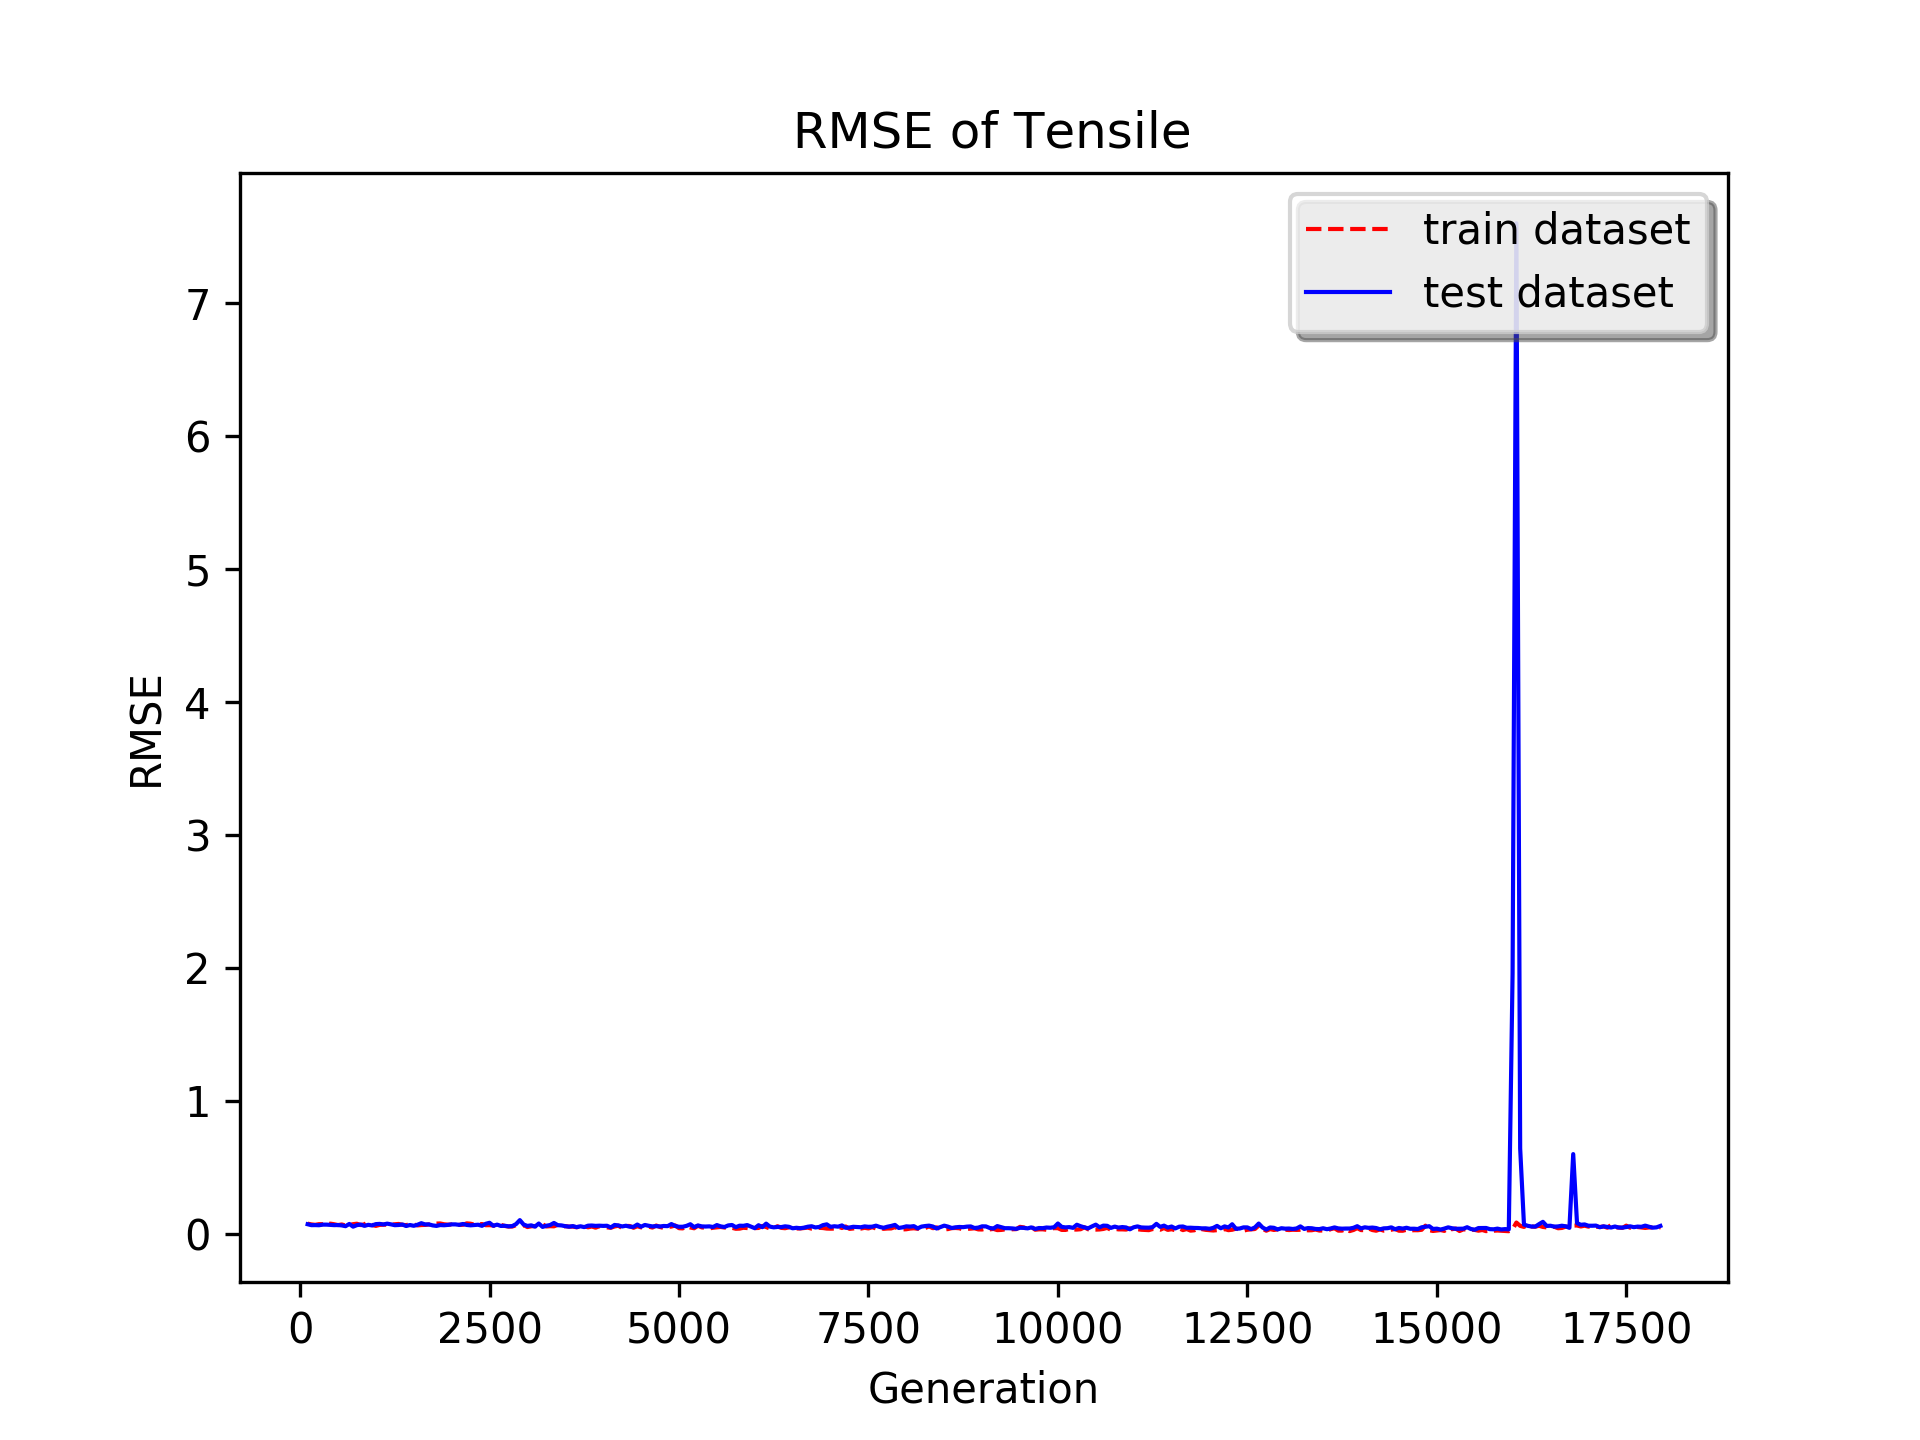 RMSE of Tensile
train dataset
test dataset
7
6
5
4
3
2
1
0
RMSE
0 2500 5000 7500 10000 12500 15000 17500
Generation